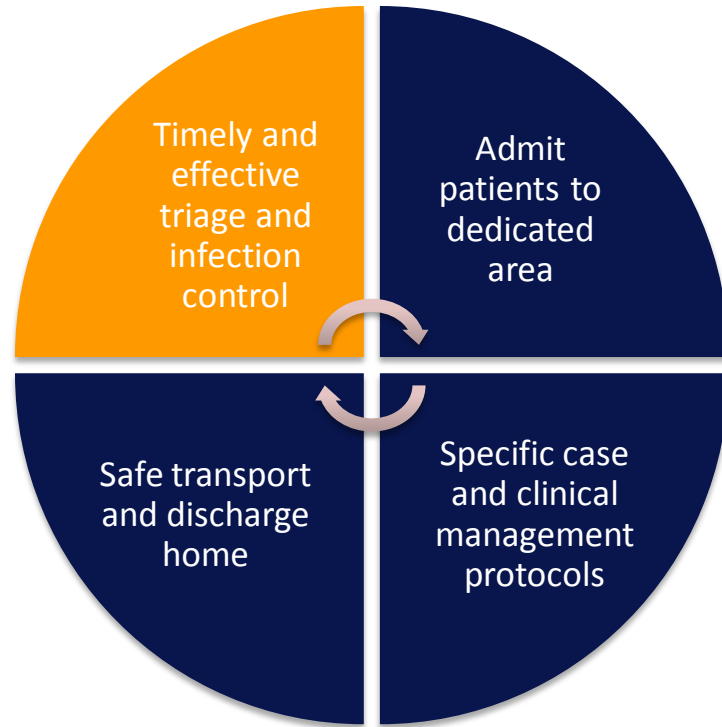 Timely and
effective
triage and
infection
control
Admit
patients to
dedicated
area
Specific case
and clinical
management
protocols
Safe transport
and discharge
home